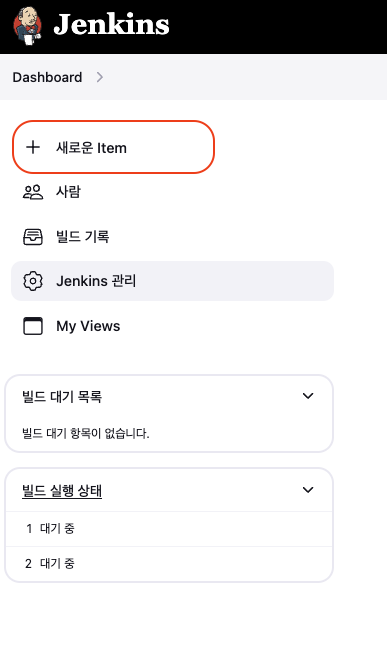 Jenkins
Dashboard
새로운 Item
사람
빌드 기록
Jenkins 관리
My Views
빌드 대기 목록
빌드 대기 항목이 없습니다.
빌드 실행 상태
1 대기 중
2 대기 중